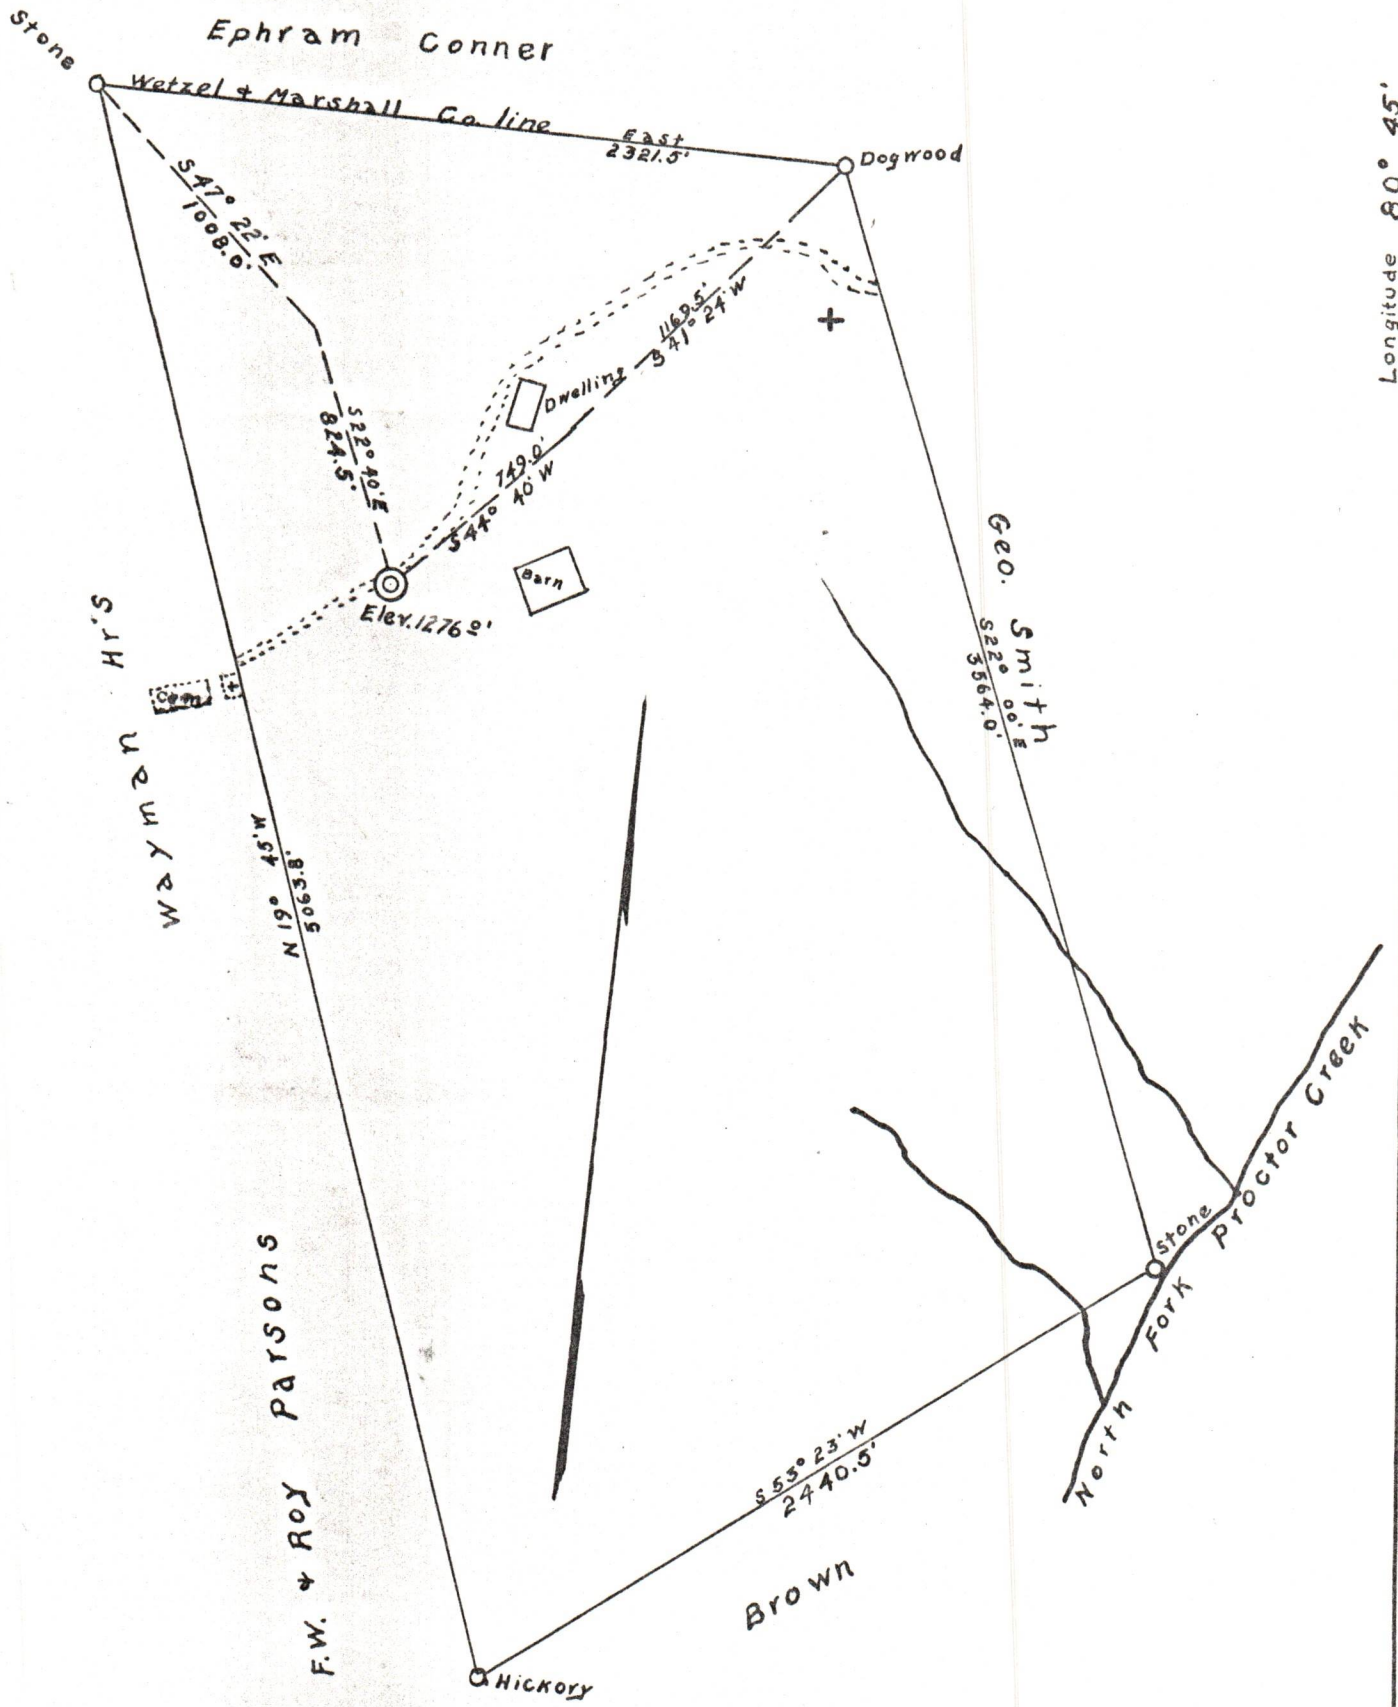 Stone
Ephram Conner
Wetzel & Marshall Co. line
East
2321.5'
Dogwood
Longitude 80° 45'
S 47° 22' E
1008.0'
1169.5'
S 41° 24' W
Dwelling
S 22° 40' E
824.5'
749.0'
S 44° 40' W
Barn
Elev. 1276.0'
Geo. Smith
S 22° 00' E
3564.0'
Wayman Hr's
Cem
N 19° 45' W
5063.8'
F.W. & Roy Parsons
Stone
North Fork Proctor Creek
S 53° 23' W
2440.5'
Brown
Hickory